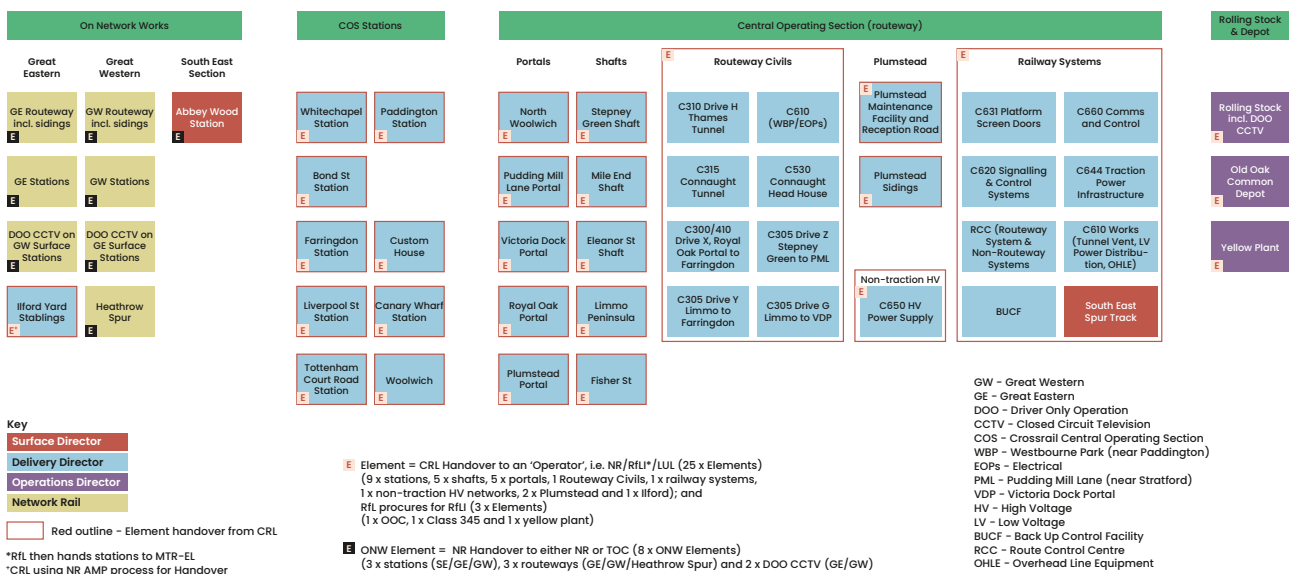 On Network Works
COS Stations
Central Operating Section (routeway)
Rolling Stock
& Depot
Great
Eastern
Great
Western
South East
Section
Portals
Shafts
E
Routeway Civils
Plumstead
E
Railway Systems
GE Routeway
incl. sidings
E
GW Routeway
incl. sidings
E
Abbey Wood
Station
E
Whitechapel
Station
E
Paddington
Station
E
North
Woolwich
E
Stepney
Green Shaft
E
C310 Drive H
Thames
Tunnel
C610
(WBP/EOPs)
E
Plumstead
Maintenance
Facility and
Reception Road
C631 Platform
Screen Doors
C660 Comms
and Control
Rolling Stock
incl. DOO
CCTV
E
GE Stations
E
GW Stations
E
Bond St
Station
E
Pudding Mill
Lane Portal
E
Mile End
Shaft
E
C315
Connaught
Tunnel
C530
Connaught
Head House
Plumstead
Sidings
E
C620 Signalling
& Control
Systems
C644 Traction
Power
Infrastructure
Old Oak
Common
Depot
E
DOO CCTV on
GW Surface
Stations
E
DOO CCTV on
GE Surface
Stations
E
Farringdon
Station
E
Custom
House
E
Victoria Dock
Portal
E
Eleanor St
Shaft
E
C300/410
Drive X, Royal
Oak Portal to
Farringdon
C305 Drive Z
Stepney
Green to PML
RCC (Routeway
System &
Non-Routeway
Systems
C610 Works
(Tunnel Vent, LV
Power Distribu-
tion, OHLE)
Yellow Plant
E
Ilford Yard
Stablings
E+
Heathrow
Spur
E
Liverpool St
Station
E
Canary Wharf
Station
E
Royal Oak
Portal
E
Limmo
Peninsula
E
C305 Drive Y
Limmo to
Farringdon
C305 Drive G
Limmo to VDP
Non-traction HV
E
C650 HV
Power Supply
BUCF
South East
Spur Track
Tottenham
Court Road
Station
E
Woolwich
E
Plumstead
Portal
E
Fisher St
E
Key
Surface Director
Delivery Director
Operations Director
Network Rail
Red outline - Element handover from CRL
*RfL then hands stations to MTR-EL
+CRL using NR AMP process for Handover
E Element = CRL Handover to an 'Operator', i.e. NR/RfLI*/LUL (25 x Elements)
(9 x stations, 5 x shafts, 5 x portals, 1 Routeway Civils, 1 x railway systems,
1 x non-traction HV networks, 2 x Plumstead and 1 x Ilford); and
RfL procures for RfLI (3 x Elements)
(1 x OOC, 1 x Class 345 and 1 x yellow plant)
E ONW Element = NR Handover to either NR or TOC (8 x ONW Elements)
(3 x stations (SE/GE/GW), 3 x routeways (GE/GW/Heathrow Spur) and 2 x DOO CCTV (GE/GW)
GW - Great Western
GE - Great Eastern
DOO - Driver Only Operation
CCTV - Closed Circuit Television
COS - Crossrail Central Operating Section
WBP - Westbourne Park (near Paddington)
EOPs - Electrical
PML - Pudding Mill Lane (near Stratford)
VDP - Victoria Dock Portal
HV - High Voltage
LV - Low Voltage
BUCF - Back Up Control Facility
RCC - Route Control Centre
OHLE - Overhead Line Equipment